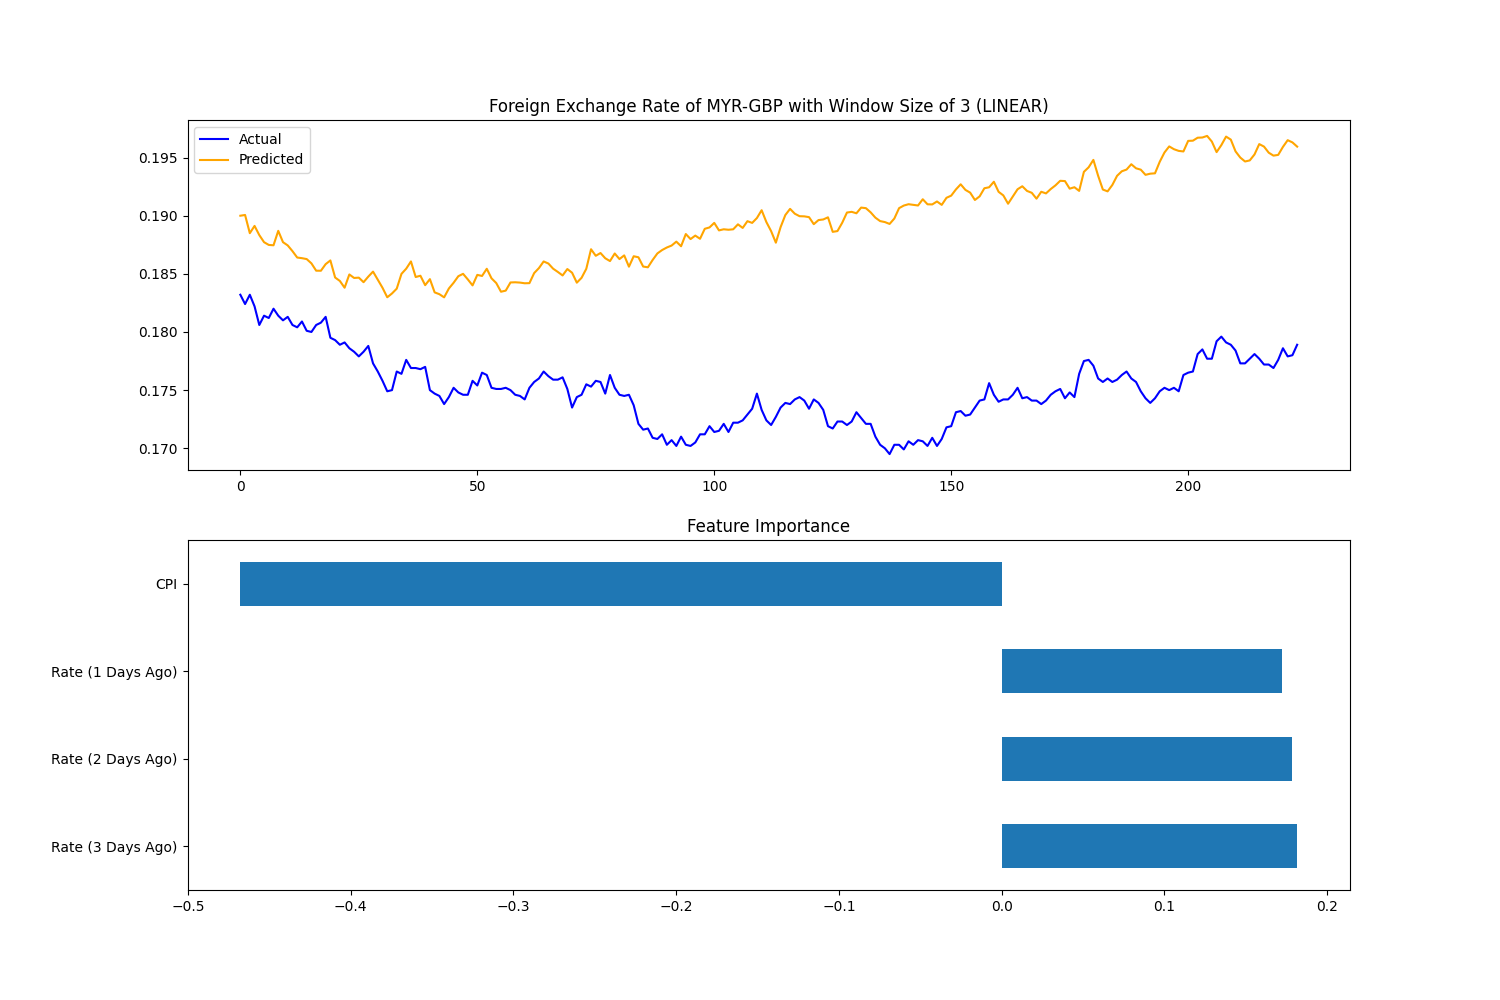 Foreign Exchange Rate of MYR-GBP with Window Size of 3 (LINEAR)
Actual
Predicted
0.195
0.190
0.185
0.180
0.175
0.170
0 50 100 150 200
Feature Importance
CPI
Rate (1 Days Ago)
Rate (2 Days Ago)
Rate (3 Days Ago)
−0.5 −0.4 −0.3 −0.2 −0.1 0.0 0.1 0.2